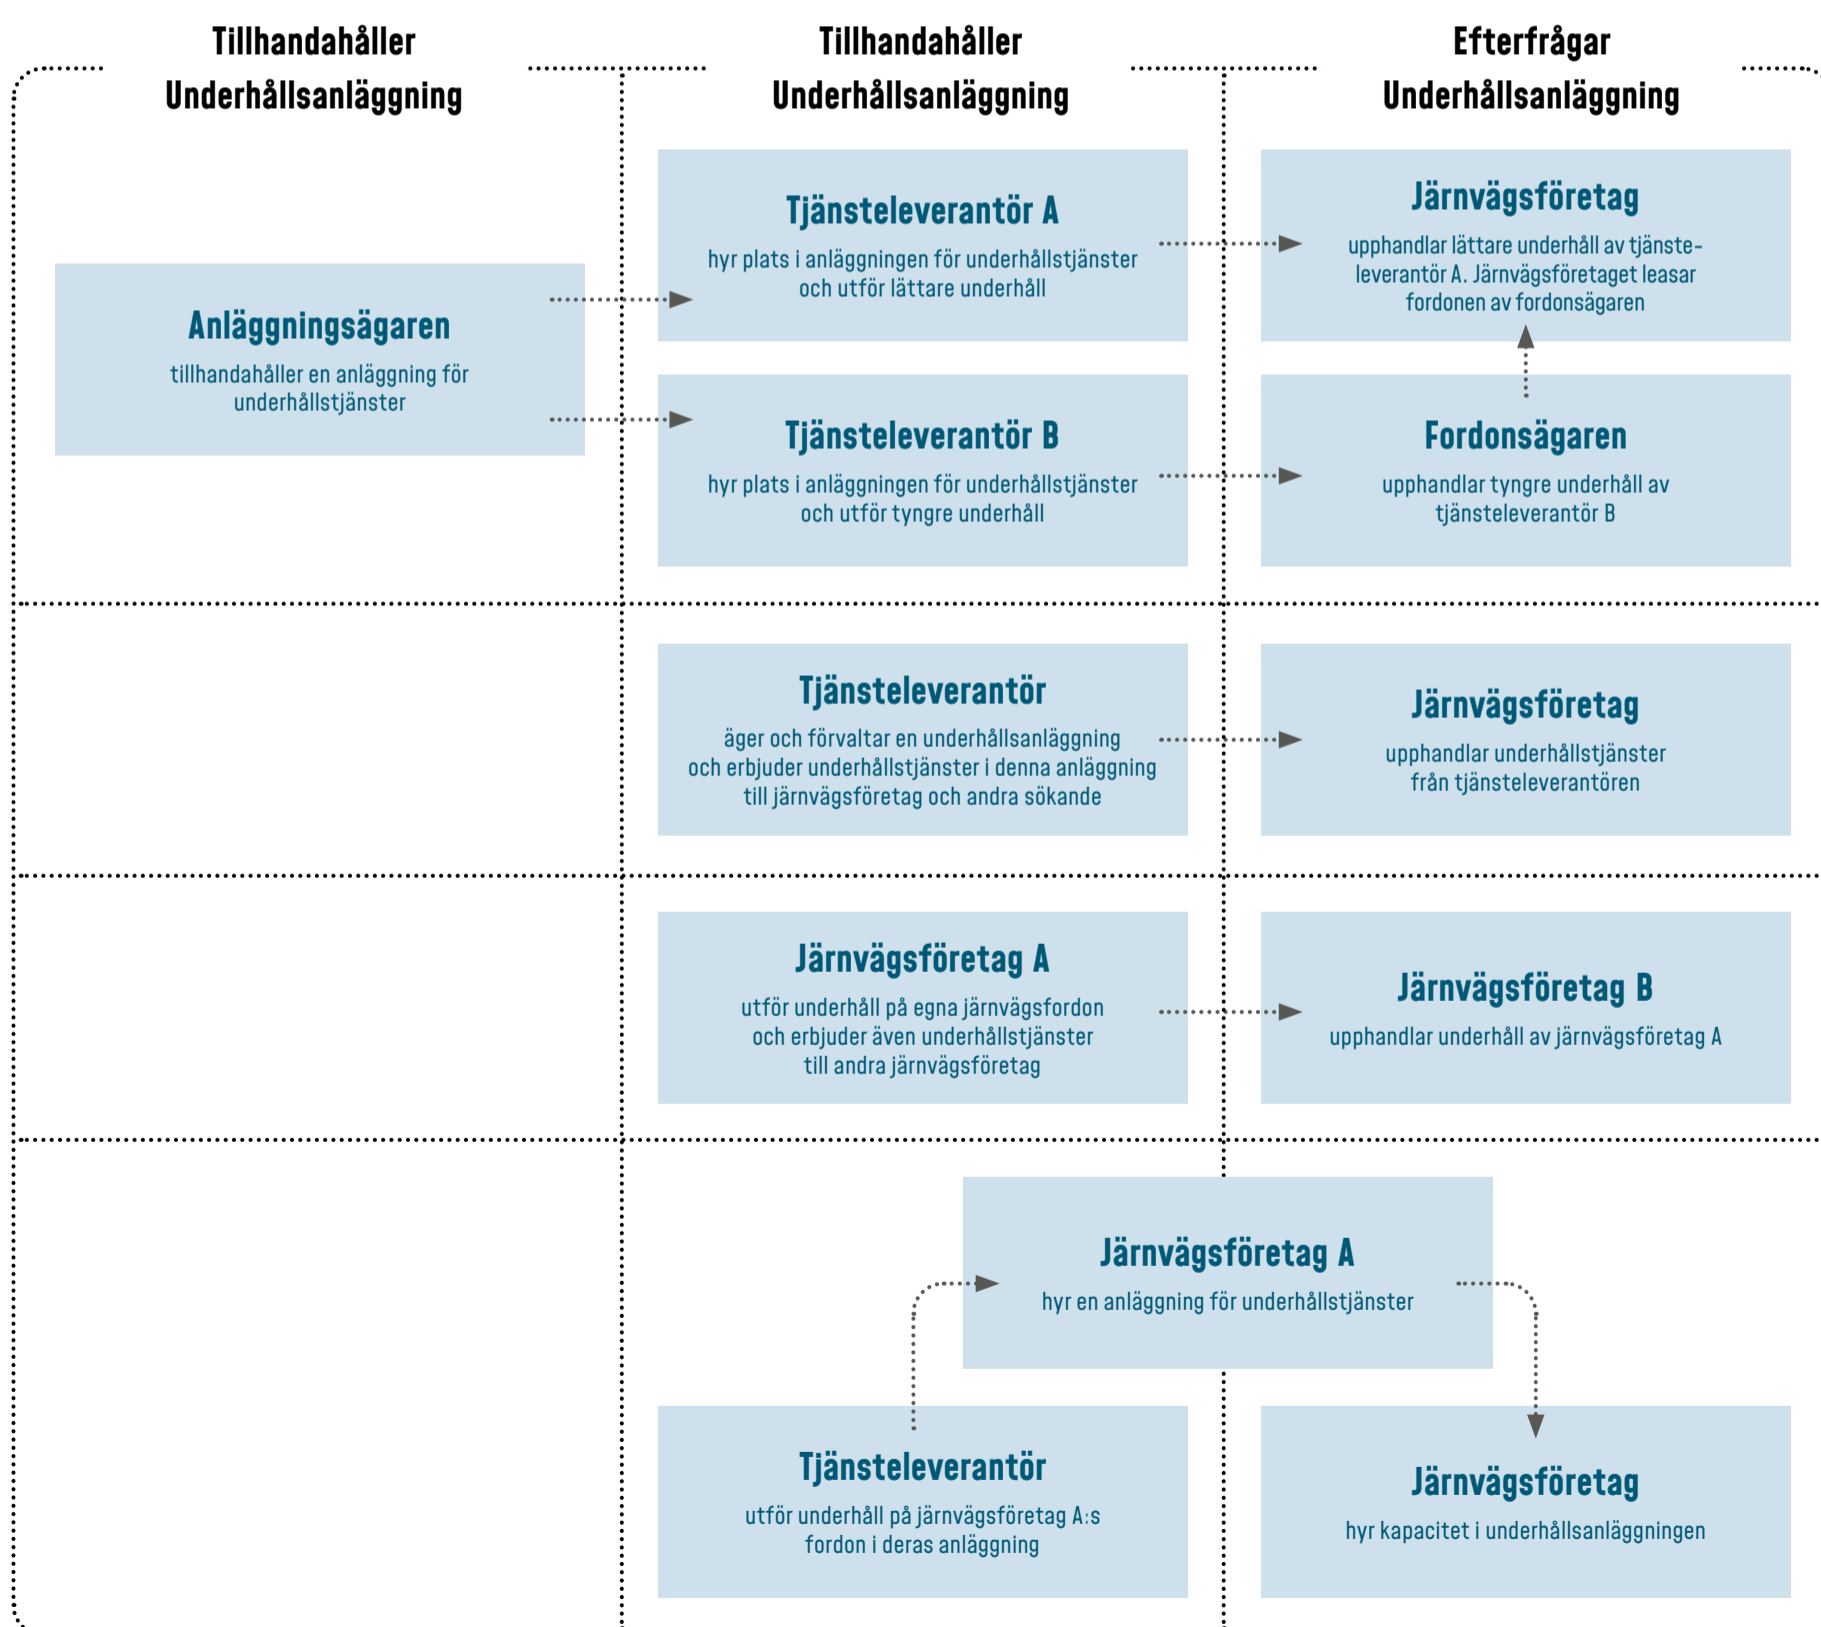 Tillhandahåller
Underhållsanläggning
Tillhandahåller
Underhållsanläggning
Efterfrågar
Underhållsanläggning
Anläggningsägaren
tillhandahåller en anläggning för
underhållstjänster
Tjänsteleverantör A
hyr plats i anläggningen för underhållstjänster
och utför lättare underhåll
Järnvägsföretag
upphandlar lättare underhåll av tjänste-
leverantör A. Järnvägsföretaget leasar
fordonen av fordonsägaren
Tjänsteleverantör B
hyr plats i anläggningen för underhållstjänster
och utför tyngre underhåll
Fordonsägaren
upphandlar tyngre underhåll av
tjänsteleverantör B
Tjänsteleverantör
äger och förvaltar en underhållsanläggning
och erbjuder underhållstjänster i denna anläggning
till järnvägsföretag och andra sökande
Järnvägsföretag
upphandlar underhållstjänster
från tjänsteleverantören
Järnvägsföretag A
utför underhåll på egna järnvägsfordon
och erbjuder även underhållstjänster
till andra järnvägsföretag
Järnvägsföretag B
upphandlar underhåll av järnvägsföretag A
Järnvägsföretag A
hyr en anläggning för underhållstjänster
Tjänsteleverantör
utför underhåll på järnvägsföretag A:s
fordon i deras anläggning
Järnvägsföretag
hyr kapacitet i underhållsanläggningen